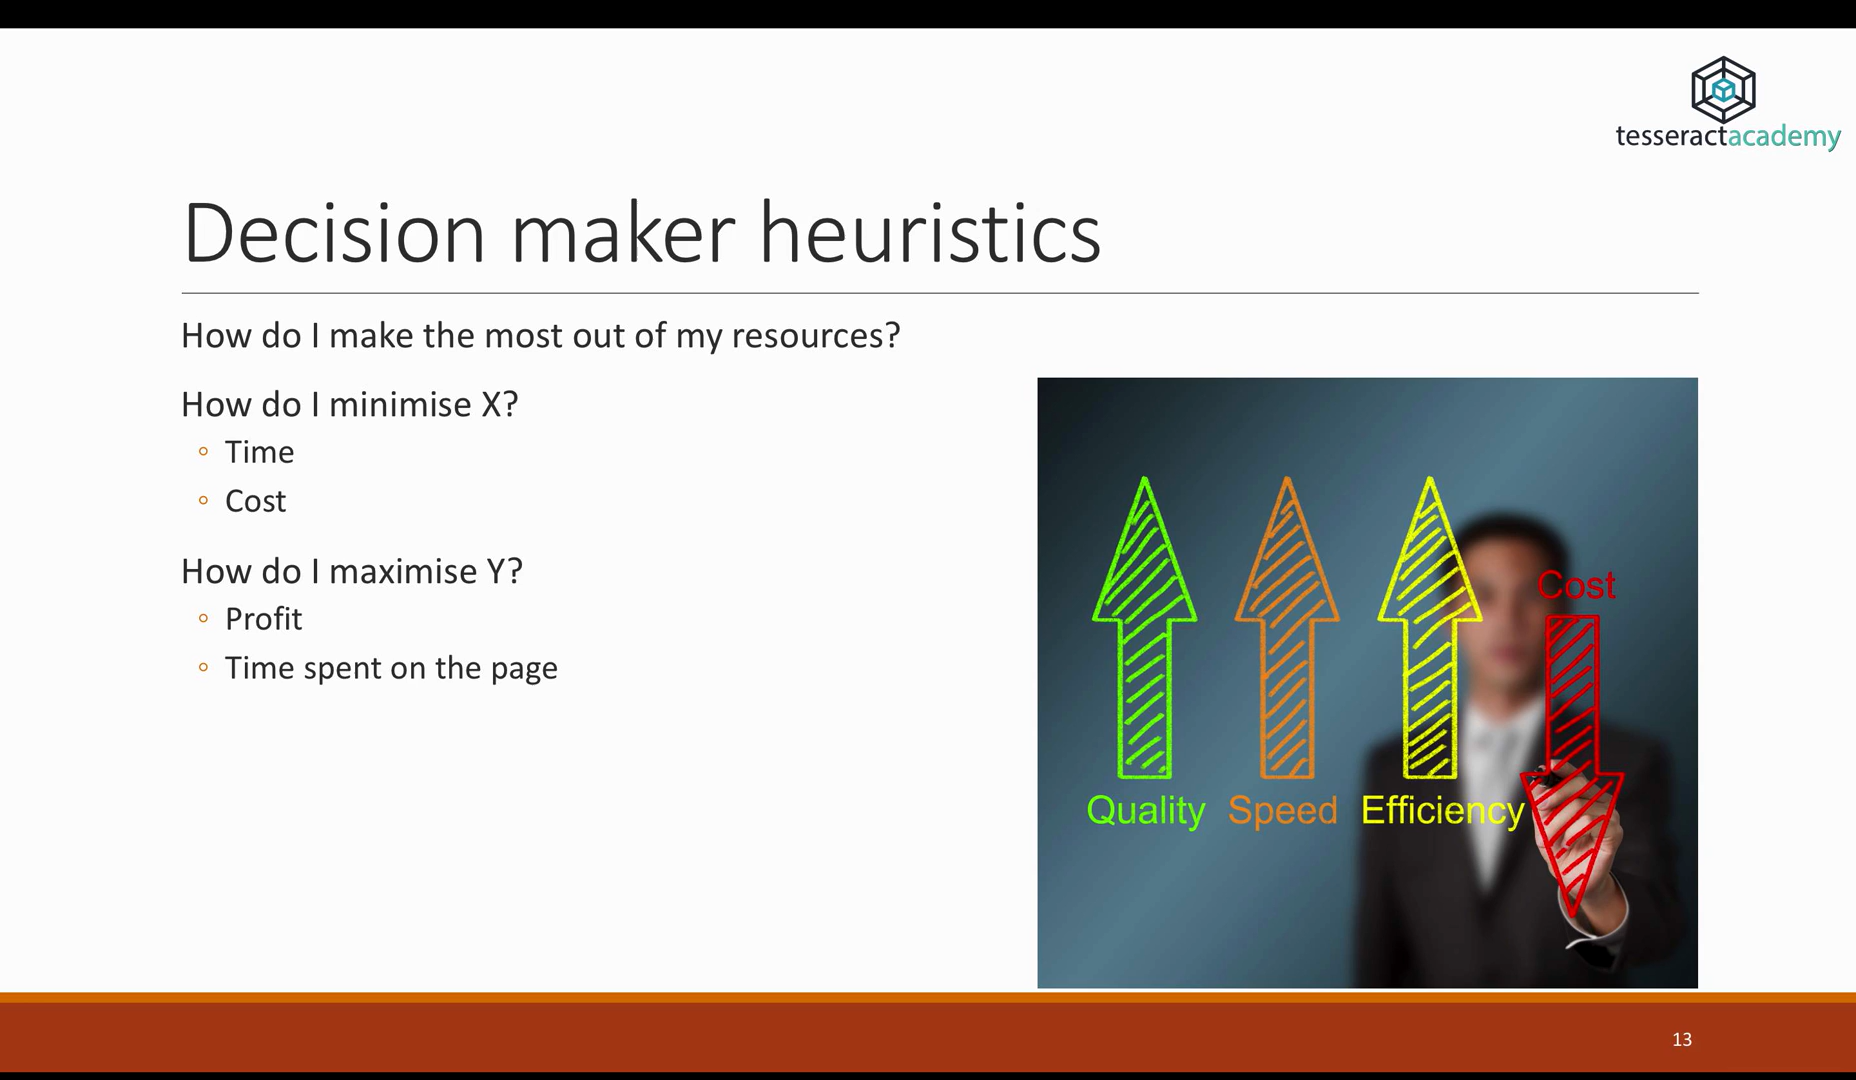 tesseractacademy
Decision maker heuristics
How do I make the most out of my resources?
How do I minimise X?
◦ Time
◦ Cost
How do I maximise Y?
◦ Profit
◦ Time spent on the page
Cost
Quality Speed Efficiency
13